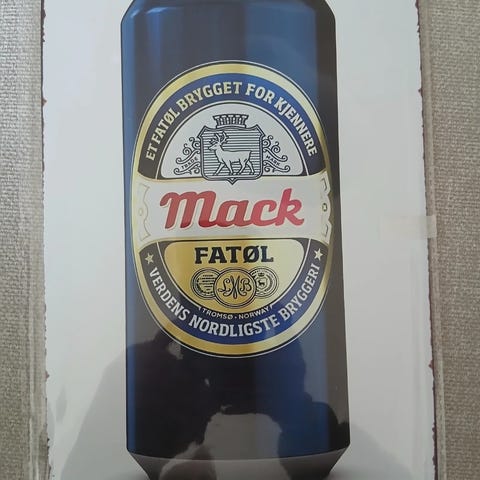 ET FATØL BRYGGET FOR KJENNERE
Mack
FATØL
TROMSØ • NORWAY
VERDENS NORDLIGSTE BRYGGERI